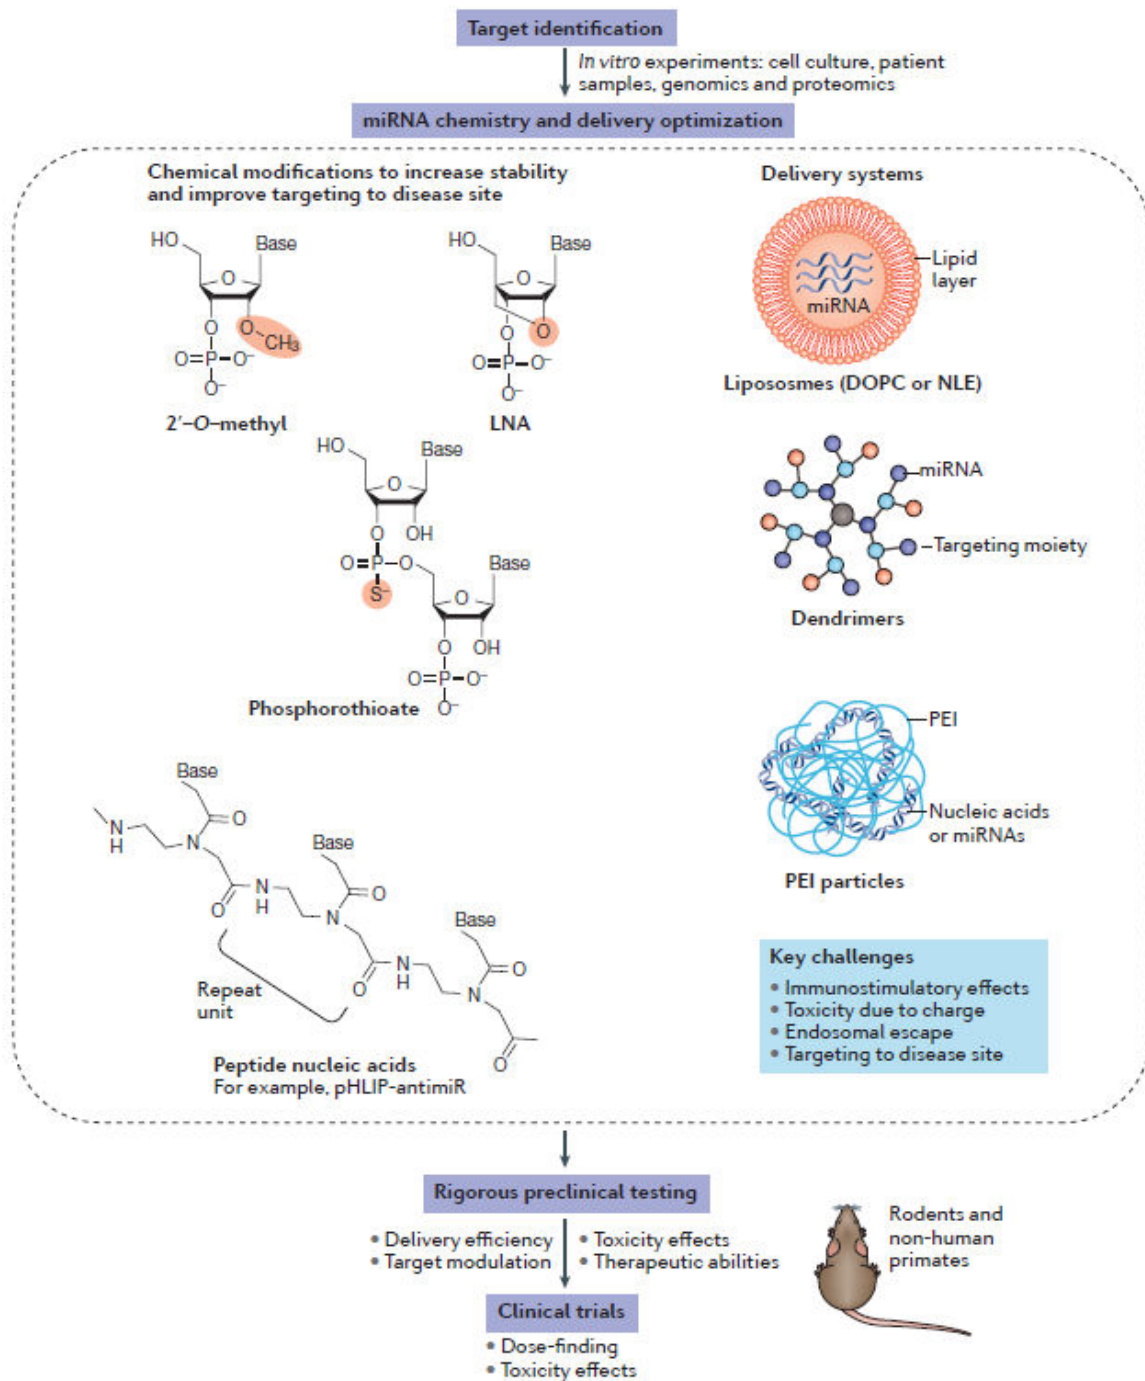 Target identification
In vitro experiments: cell culture, patient
samples, genomics and proteomics
miRNA chemistry and delivery optimization
Chemical modifications to increase stability
and improve targeting to disease site
HO
Base
O
O
O
CH3
O=P–O–
O–
2′–O–methyl
HO
Base
O
O
O
O=P–O–
O–
LNA
HO
Base
O
O
OH
O=P–O
S–
Base
O
O
OH
O=P–O–
O–
Phosphorothioate
Base
N
H
N
O
O
N
H
Base
N
O
O
N
H
Base
N
O
O
Repeat
unit
Peptide nucleic acids
For example, pHLIP-antimiR
Delivery systems
Lipid
layer
miRNA
Lipososmes (DOPC or NLE)
miRNA
Targeting moiety
Dendrimers
PEI
Nucleic acids
or miRNAs
PEI particles
Key challenges
• Immunostimulatory effects
• Toxicity due to charge
• Endosomal escape
• Targeting to disease site
Rigorous preclinical testing
• Delivery efficiency
• Target modulation
• Toxicity effects
• Therapeutic abilities
Rodents and
non-human
primates
Clinical trials
• Dose-finding
• Toxicity effects